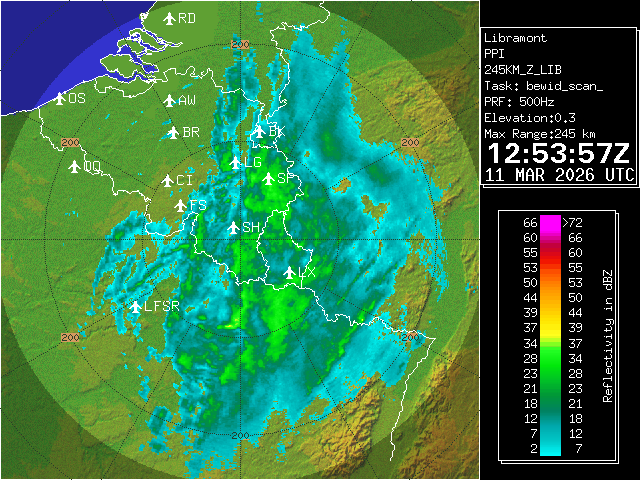 RD
200
OS
AW
BR
BK
200
200
QQ
LG
CI
SP
FS
SH
LX
LFSR
200
200
200
Libramont
PPI
245KM_Z_LIB
Task: bewid_scan_
PRF: 500Hz
Elevation:0.3
Max Range:245 km
12:53:57Z
11 MAR 2026 UTC
66 >72
60 66
55 60
53 55
50 53
44 50
39 44
37 39
34 37
28 34
23 28
21 23
18 21
12 18
7 12
2 7
Reflectivity in dBZ